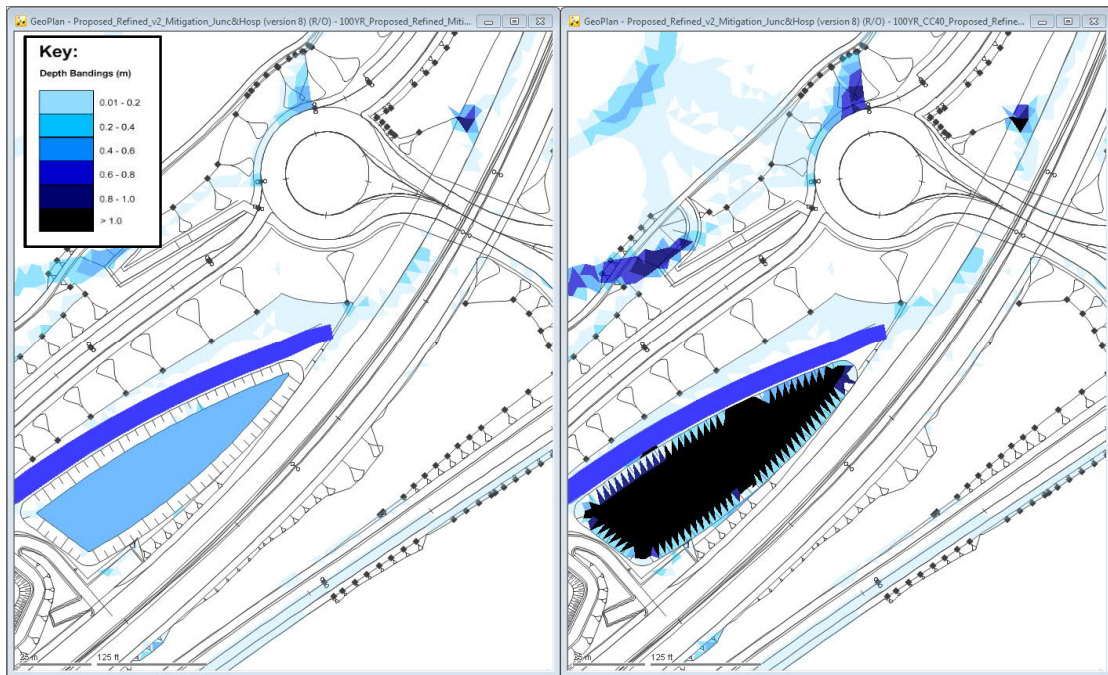 GeoPlan - Proposed_Refined_v2_Mitigation_Junc&Hosp (version 8) (R/O) - 100YR_Proposed_Refined_Miti...
GeoPlan - Proposed_Refined_v2_Mitigation_Junc&Hosp (version 8) (R/O) - 100YR_CC40_Proposed_Refine...
Key:
Depth Bandings (m)
0.01 - 0.2
0.2 - 0.4
0.4 - 0.6
0.6 - 0.8
0.8 - 1.0
> 1.0
25 m
125 ft
25 m
125 ft